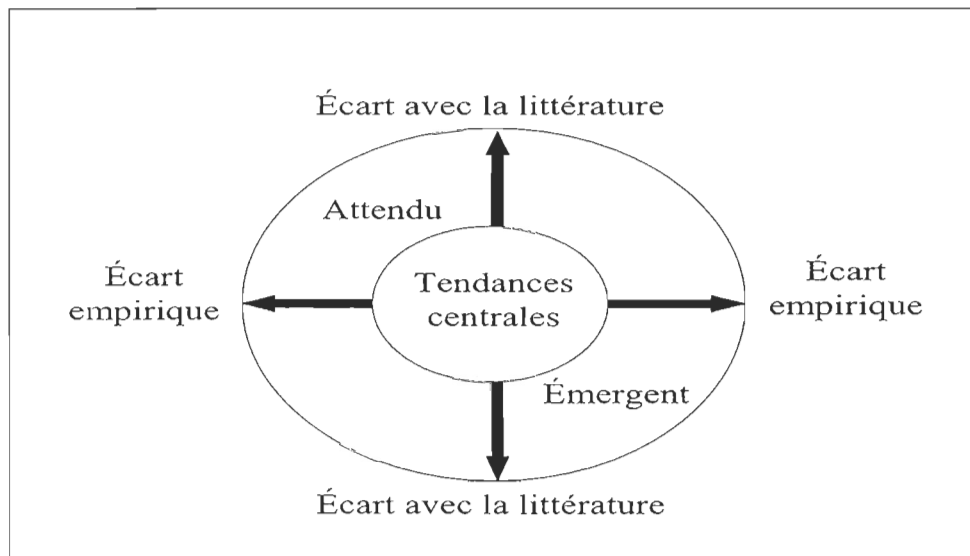 Écart avec la littérature
Attendu
Écart
empirique
Tendances
centrales
Écart
empirique
Émergent
Écart avec la littérature